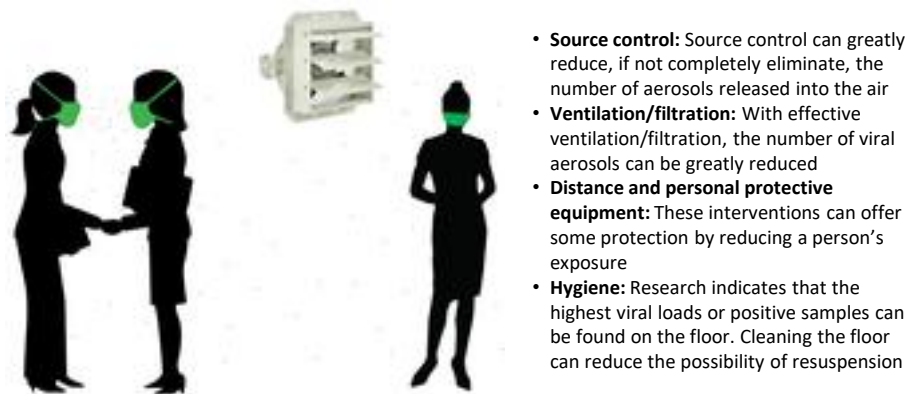 • Source control: Source control can greatly
reduce, if not completely eliminate, the
number of aerosols released into the air
• Ventilation/filtration: With effective
ventilation/filtration, the number of viral
aerosols can be greatly reduced
• Distance and personal protective
equipment: These interventions can offer
some protection by reducing a person's
exposure
• Hygiene: Research indicates that the
highest viral loads or positive samples can
be found on the floor. Cleaning the floor
can reduce the possibility of resuspension